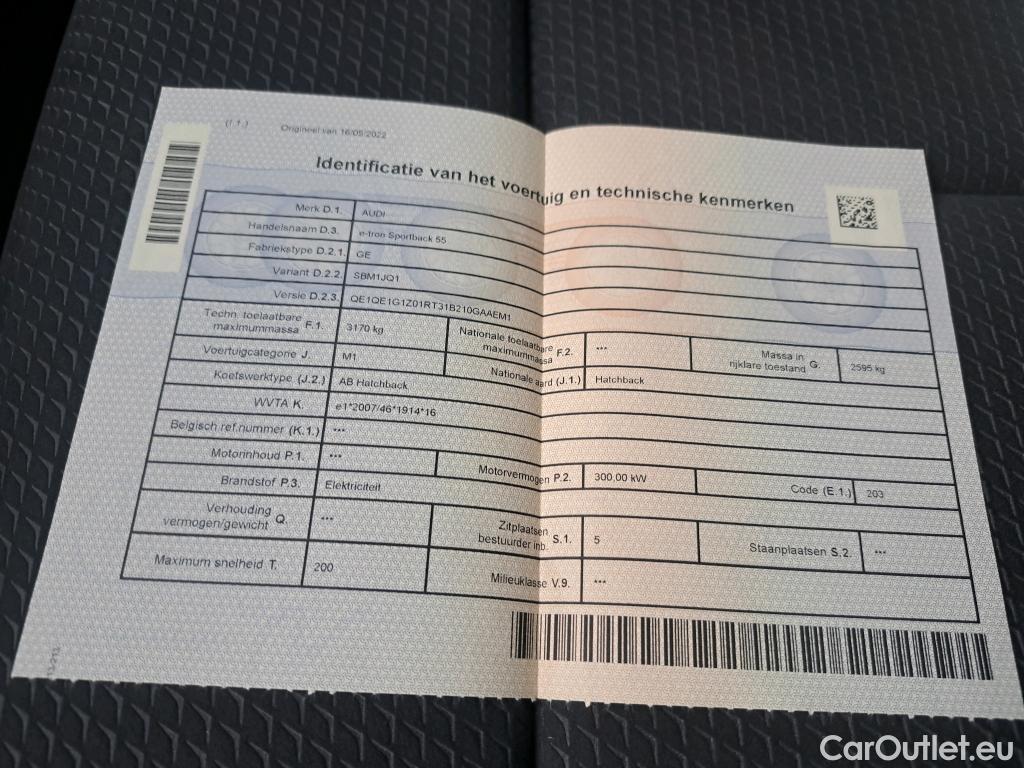 (I.1.) Origineel van 16/05/2022
Identificatie van het voertuig en technische kenmerken
Merk D.1. AUDI
Handelsnaam D.3. e-tron Sportback 55
Fabriekstype D.2.1. GE
Variant D.2.2. SBM1JQ1
Versie D.2.3. QE1QE1G1Z01RT31B210GAAEM1
Techn. toelaatbare maximummassa F.1. 3170 kg Nationale toelaatbare maximummassa F.2. *** Massa in rijklare toestand G. 2595 kg
Voertuigcategorie J. M1 Nationale aard (J.1.) Hatchback
Koetswerktype (J.2.) AB Hatchback
WVTA K. e1*2007/46*1914*16
Belgisch ref.nummer (K.1.) ***
Motorinhoud P.1. *** Motorvermogen P.2. 300,00 kW Code (E.1.) 203
Brandstof P.3. Elektriciteit
Verhouding vermogen/gewicht Q. *** Zitplaatsen bestuurder inb. S.1. 5 Staanplaatsen S.2. ***
Maximum snelheid T. 200 Milieuklasse V.9. ***
CarOutlet.eu